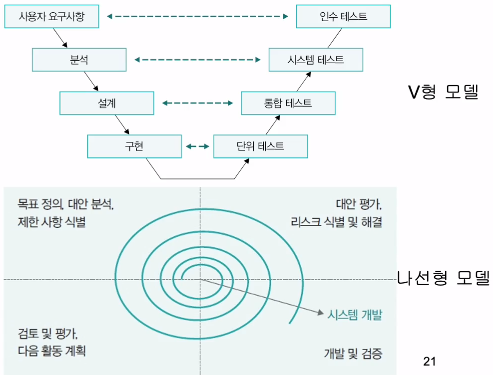 사용자 요구사항
인수 테스트
분석
시스템 테스트
V형 모델
설계
통합 테스트
구현
단위 테스트
목표 정의, 대안 분석,
제한 사항 식별
대안 평가,
리스크 식별 및 해결
나선형 모델
시스템 개발
검토 및 평가,
다음 활동 계획
개발 및 검증
21